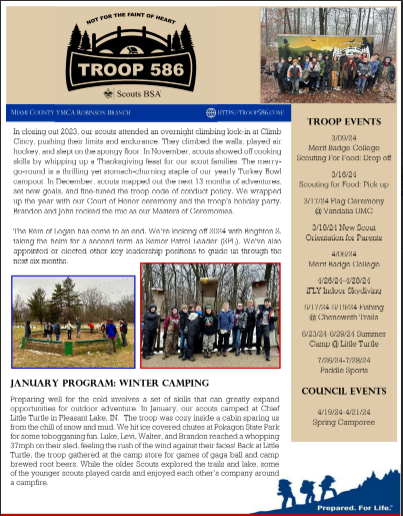 NOT FOR THE FAINT OF HEART
TROOP 586
Scouts BSA
MIAMI COUNTY YMCA ROBINSON BRANCH
HTTPS://TROOP586.COM/
In closing out 2023, our scouts attended an overnight climbing lock-in at Climb
Cincy, pushing their limits and endurance. They climbed the walls, played air
hockey, and slept on the spongy floor. In November, scouts showed off cooking
skills by whipping up a Thanksgiving feast for our scout families. The merry-
go-round is a thrilling yet stomach-churning staple of our yearly Turkey Bowl
campout. In December, scouts mapped out the next 13 months of adventures,
set new goals, and fine-tuned the troop code of conduct policy. We wrapped
up the year with our Court of Honor ceremony and the troop's holiday party.
Brandon and John rocked the mic as our Masters of Ceremonies.
The Reign of Logan has come to an end. We're kicking off 2024 with Brighton S.
taking the helm for a second term as Senior Patrol Leader (SPL). We've also
appointed or elected other key leadership positions to guide us through the
next six months.
JANUARY PROGRAM: WINTER CAMPING
Preparing well for the cold involves a set of skills that can greatly expand
opportunities for outdoor adventure. In January, our scouts camped at Chief
Little Turtle in Pleasant Lake, IN. The troop was cozy inside a cabin sparing us
from the chill of snow and mud. We hit ice covered chutes at Pokagon State Park
for some tobogganing fun. Luke, Levi, Walter, and Brandon reached a whopping
37mph on their sled, feeling the rush of the wind against their faces! Back at Little
Turtle, the troop gathered at the camp store for games of gaga ball and camp
brewed root beers. While the older Scouts explored the trails and lake, some
of the younger scouts played cards and enjoyed each other's company around
a campfire.
TROOP EVENTS
3/09/24
Merit Badge College
Scouting For Food: Drop off
3/16/24
Scouting for Food: Pick up
3/17/24 Flag Ceremony
@ Vandalia UMC
3/18/24 New Scout
Orientation for Parents
4/06/24
Merit Badge College
4/26/24-4/28/24
iFLY Indoor Skydiving
5/17/24-5/19/24 Fishing
@ Chenoweth Trails
6/23/24-6/29/24 Summer
Camp @ Little Turtle
7/26/24-7/28/24
Paddle Sports
COUNCIL EVENTS
4/19/24-4/21/24
Spring Camporee
Prepared. For Life.